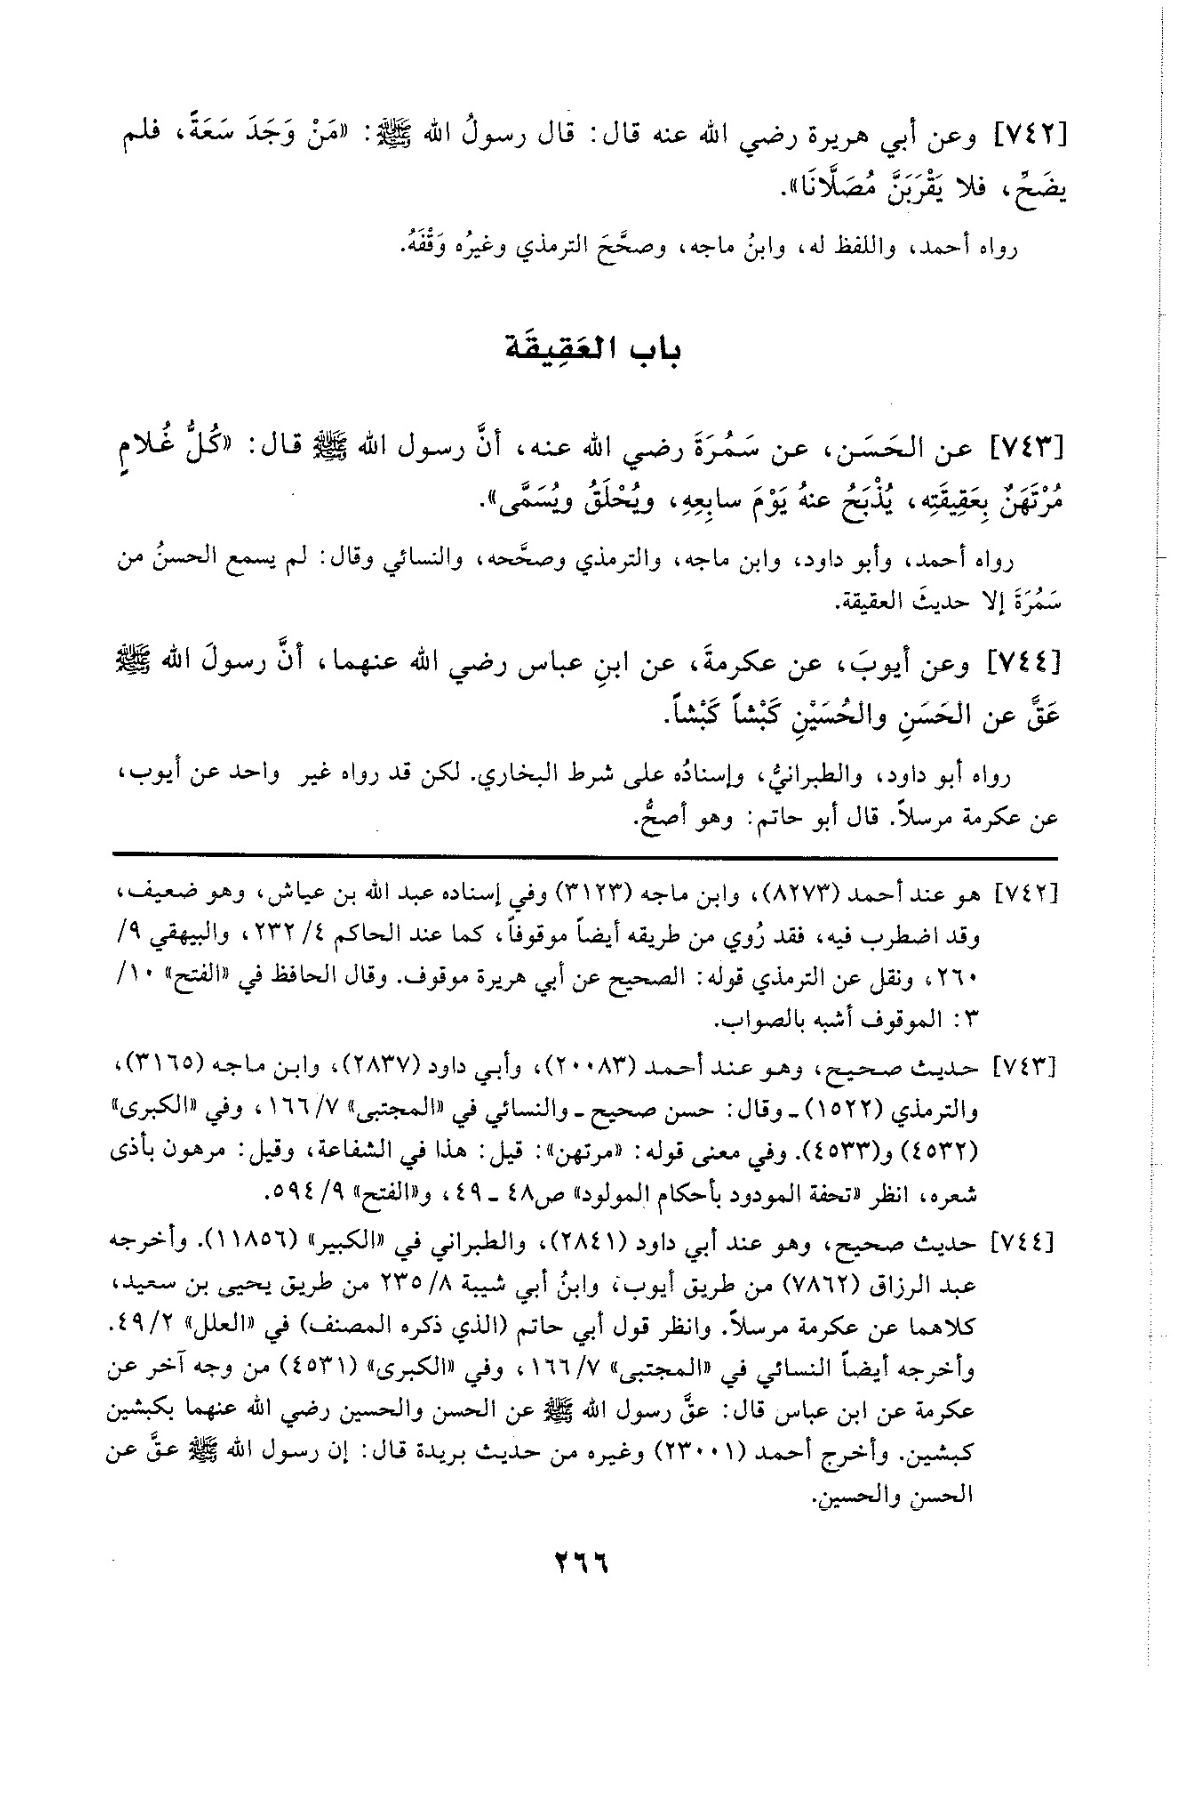 [٧٤٢] وعن أبي هريرة رضي الله عنه قال: قال رسولُ الله ﷺ: «مَنْ وَجَدَ سَعَةً، فلم
يضَحِّ، فلا يَقْرَبَنَّ مُصَلَّانَا».
رواه أحمد، واللفظ له، وابنُ ماجه، وصحَّحَ الترمذي وغيرُه وَقْفَهُ.
باب العَقِيقَة
[٧٤٣] عن الحَسَن، عن سَمُرَةَ رضي الله عنه، أنَّ رسول الله ﷺ قال: «كُلُّ غُلامٍ
مُرْتَهَنٌ بِعَقِيقَتِه، يُذْبَحُ عنهُ يَوْمَ سابِعِهِ، ويُحْلَقُ ويُسَمَّى».
رواه أحمد، وأبو داود، وابن ماجه، والترمذي وصحَّحه، والنسائي وقال: لم يسمع الحسنُ من
سَمُرَةَ إلا حديثَ العقيقة.
[٧٤٤] وعن أيوبَ، عن عكرمةَ، عن ابنِ عباس رضي الله عنهما، أنَّ رسولَ الله ﷺ
عَقَّ عن الحَسَنِ والحُسَيْنِ كَبْشاً كَبْشاً.
رواه أبو داود، والطبرانيُّ، وإسنادُه على شرط البخاري. لكن قد رواه غير واحد عن أيوب،
عن عكرمة مرسلاً. قال أبو حاتم: وهو أصحُّ.
[٧٤٢] هو عند أحمد (٨٢٧٣)، وابن ماجه (٣١٢٣) وفي إسناده عبد الله بن عياش، وهو ضعيف،
وقد اضطرب فيه، فقد رُوي من طريقه أيضاً موقوفاً، كما عند الحاكم ٤/ ٢٣٢، والبيهقي ٩/
٢٦٠، ونقل عن الترمذي قوله: الصحيح عن أبي هريرة موقوف. وقال الحافظ في «الفتح» ١٠/
٣: الموقوف أشبه بالصواب.
[٧٤٣] حديث صحيح، وهو عند أحمد (٢٠٠٨٣)، وأبي داود (٢٨٣٧)، وابن ماجه (٣١٦٥)،
والترمذي (١٥٢٢) ـ وقال: حسن صحيح ـ والنسائي في «المجتبى» ٧/ ١٦٦، وفي «الكبرى»
(٤٥٣٢) و(٤٥٣٣). وفي معنى قوله: «مرتهن»: قيل: هذا في الشفاعة، وقيل: مرهون بأذى
شعره، انظر «تحفة المودود بأحكام المولود» ص٤٨ ـ ٤٩، و«الفتح» ٩/ ٥٩٤.
[٧٤٤] حديث صحيح، وهو عند أبي داود (٢٨٤١)، والطبراني في «الكبير» (١١٨٥٦). وأخرجه
عبد الرزاق (٧٨٦٢) من طريق أيوب، وابنُ أبي شيبة ٨/ ٢٣٥ من طريق يحيى بن سعيد،
كلاهما عن عكرمة مرسلاً. وانظر قول أبي حاتم (الذي ذكره المصنف) في «العلل» ٢/ ٤٩.
وأخرجه أيضاً النسائي في «المجتبى» ٧/ ١٦٦، وفي «الكبرى» (٤٥٣١) من وجه آخر عن
عكرمة عن ابن عباس قال: عقَّ رسول الله ﷺ عن الحسن والحسين رضي الله عنهما بكبشين
كبشين. وأخرج أحمد (٢٣٠٠١) وغيره من حديث بريدة قال: إن رسول الله ﷺ عقَّ عن
الحسن والحسين.
٢٦٦